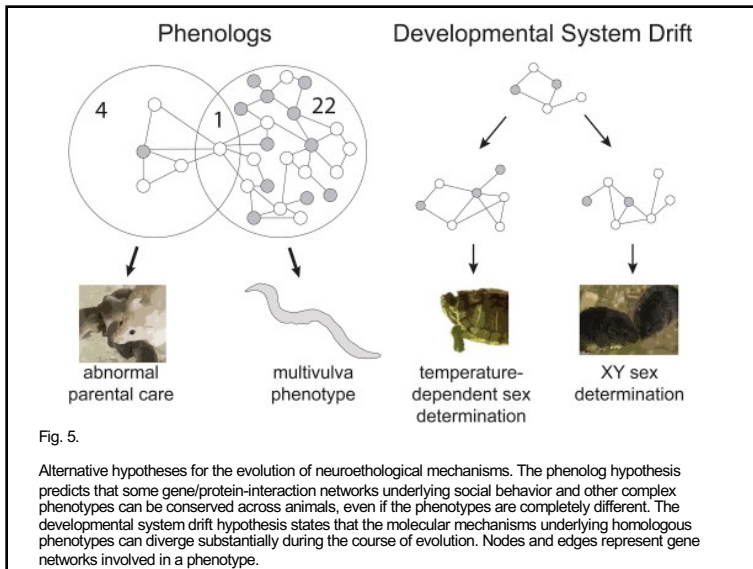 Phenologs
Developmental System Drift
4
1
22
abnormal
parental care
multivulva
phenotype
temperature-
dependent sex
determination
XY sex
determination
Fig. 5.
Alternative hypotheses for the evolution of neuroethological mechanisms. The phenolog hypothesis
predicts that some gene/protein-interaction networks underlying social behavior and other complex
phenotypes can be conserved across animals, even if the phenotypes are completely different. The
developmental system drift hypothesis states that the molecular mechanisms underlying homologous
phenotypes can diverge substantially during the course of evolution. Nodes and edges represent gene
networks involved in a phenotype.